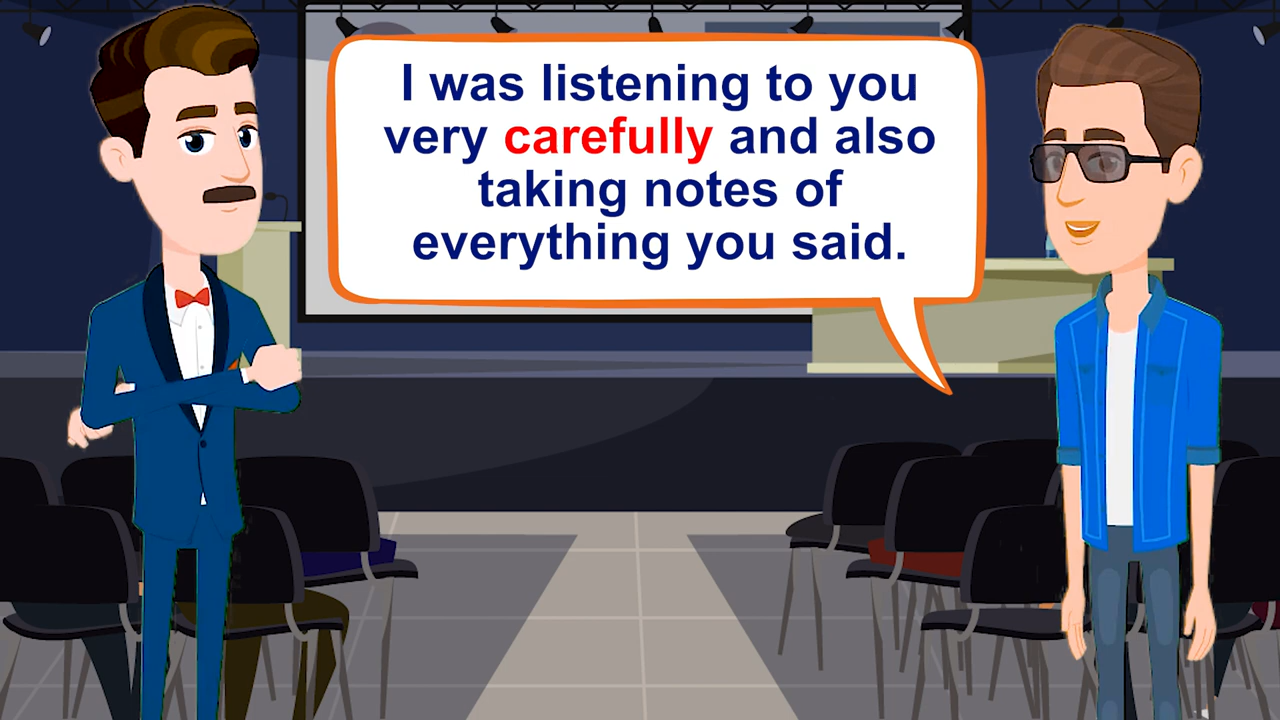 I was listening to you
very carefully and also
taking notes of
everything you said.